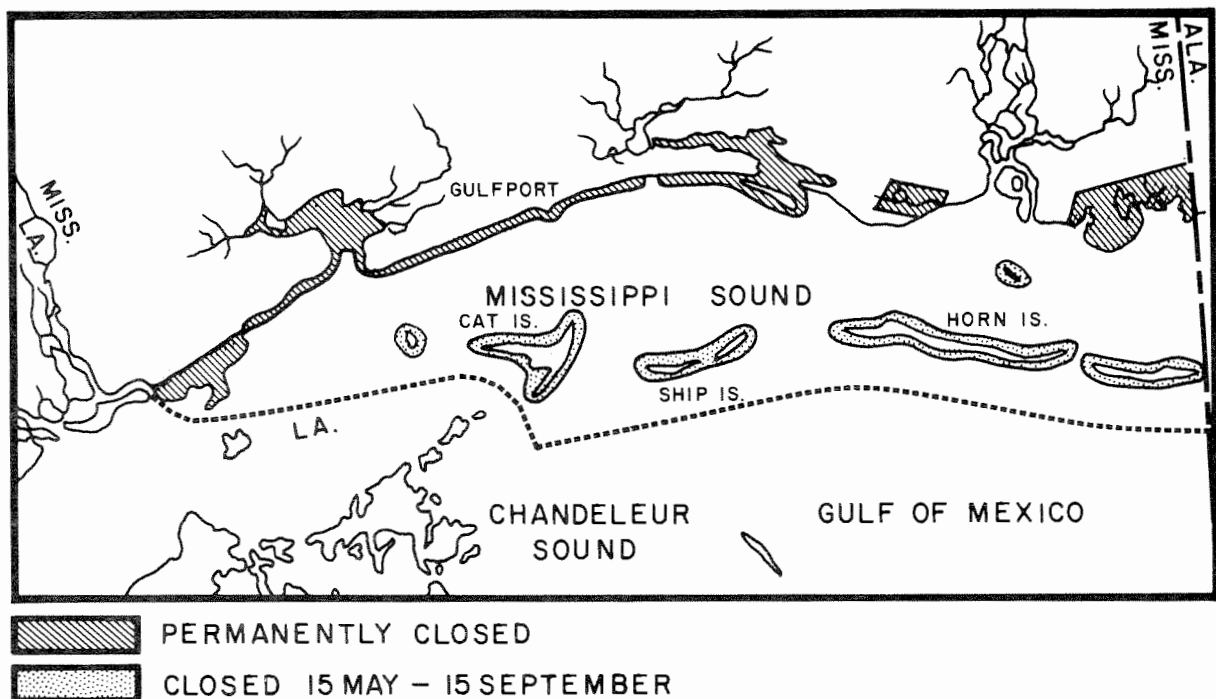 ALA.
MISS.
MISS.
LA.
GULFPORT
MISSISSIPPI SOUND
CAT IS.
HORN IS.
SHIP IS.
LA.
CHANDELEUR
SOUND
GULF OF MEXICO
PERMANENTLY CLOSED
CLOSED 15 MAY – 15 SEPTEMBER